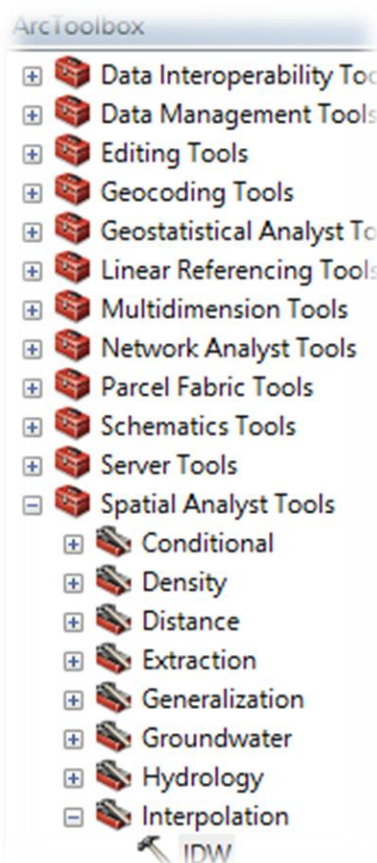 ArcToolbox
Data Interoperability Too
Data Management Tools
Editing Tools
Geocoding Tools
Geostatistical Analyst To
Linear Referencing Tools
Multidimension Tools
Network Analyst Tools
Parcel Fabric Tools
Schematics Tools
Server Tools
Spatial Analyst Tools
Conditional
Density
Distance
Extraction
Generalization
Groundwater
Hydrology
Interpolation
IDW